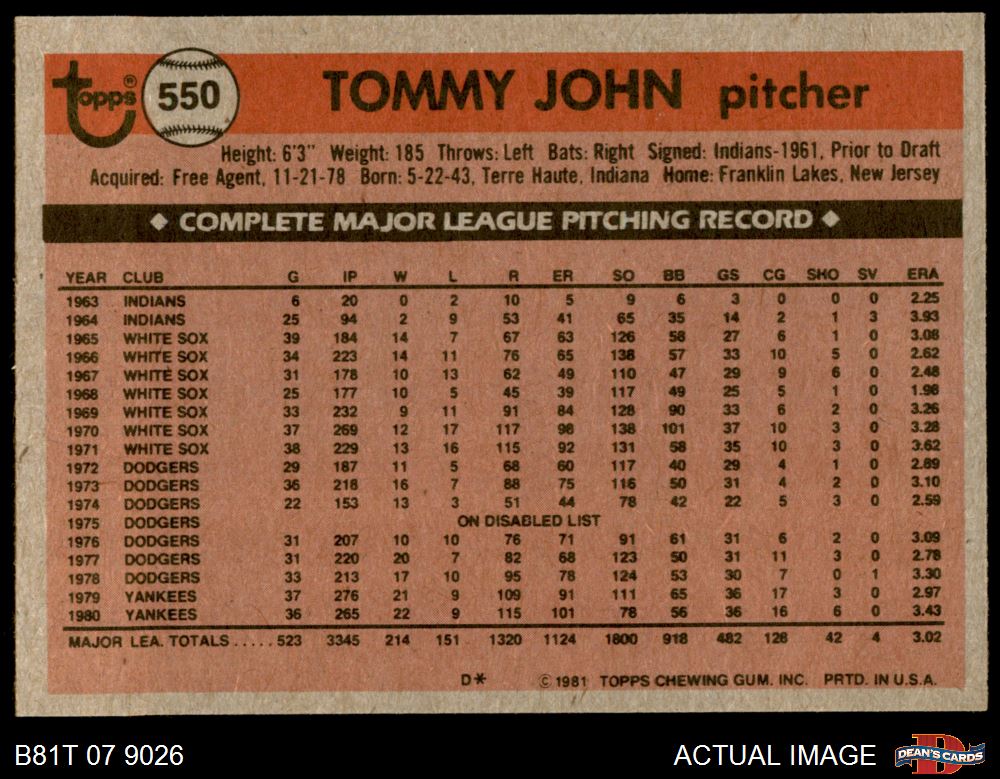 Topps® 550 TOMMY JOHN pitcher
Height: 6'3" Weight: 185 Throws: Left Bats: Right Signed: Indians-1961, Prior to Draft
Acquired: Free Agent, 11-21-78 Born: 5-22-43, Terre Haute, Indiana Home: Franklin Lakes, New Jersey
◆ COMPLETE MAJOR LEAGUE PITCHING RECORD ◆
YEAR CLUB G IP W L R ER SO BB GS CG SHO SV ERA
1963 INDIANS 6 20 0 2 10 5 9 6 3 0 0 0 2.25
1964 INDIANS 25 94 2 9 53 41 65 35 14 2 1 3 3.93
1965 WHITE SOX 39 184 14 7 67 63 126 58 27 6 1 0 3.08
1966 WHITE SOX 34 223 14 11 76 65 138 57 33 10 5 0 2.62
1967 WHITE SOX 31 178 10 13 62 49 110 47 29 9 6 0 2.48
1968 WHITE SOX 25 177 10 5 45 39 117 49 25 5 1 0 1.98
1969 WHITE SOX 33 232 9 11 91 84 128 90 33 6 2 0 3.26
1970 WHITE SOX 37 269 12 17 117 98 138 101 37 10 3 0 3.28
1971 WHITE SOX 38 229 13 16 115 92 131 58 35 10 3 0 3.62
1972 DODGERS 29 187 11 5 68 60 117 40 29 4 1 0 2.89
1973 DODGERS 36 218 16 7 88 75 116 50 31 4 2 0 3.10
1974 DODGERS 22 153 13 3 51 44 78 42 22 5 3 0 2.59
1975 DODGERS ON DISABLED LIST
1976 DODGERS 31 207 10 10 76 71 91 61 31 6 2 0 3.09
1977 DODGERS 31 220 20 7 82 68 123 50 31 11 3 0 2.78
1978 DODGERS 33 213 17 10 95 78 124 53 30 7 0 1 3.30
1979 YANKEES 37 276 21 9 109 91 111 65 36 17 3 0 2.97
1980 YANKEES 36 265 22 9 115 101 78 56 36 16 6 0 3.43
MAJOR LEA. TOTALS ..... 523 3345 214 151 1320 1124 1800 918 482 128 42 4 3.02
D* ©1981 TOPPS CHEWING GUM. INC. PRTD. IN U.S.A.
B81T 07 9026 ACTUAL IMAGE D DEAN'S CARDS